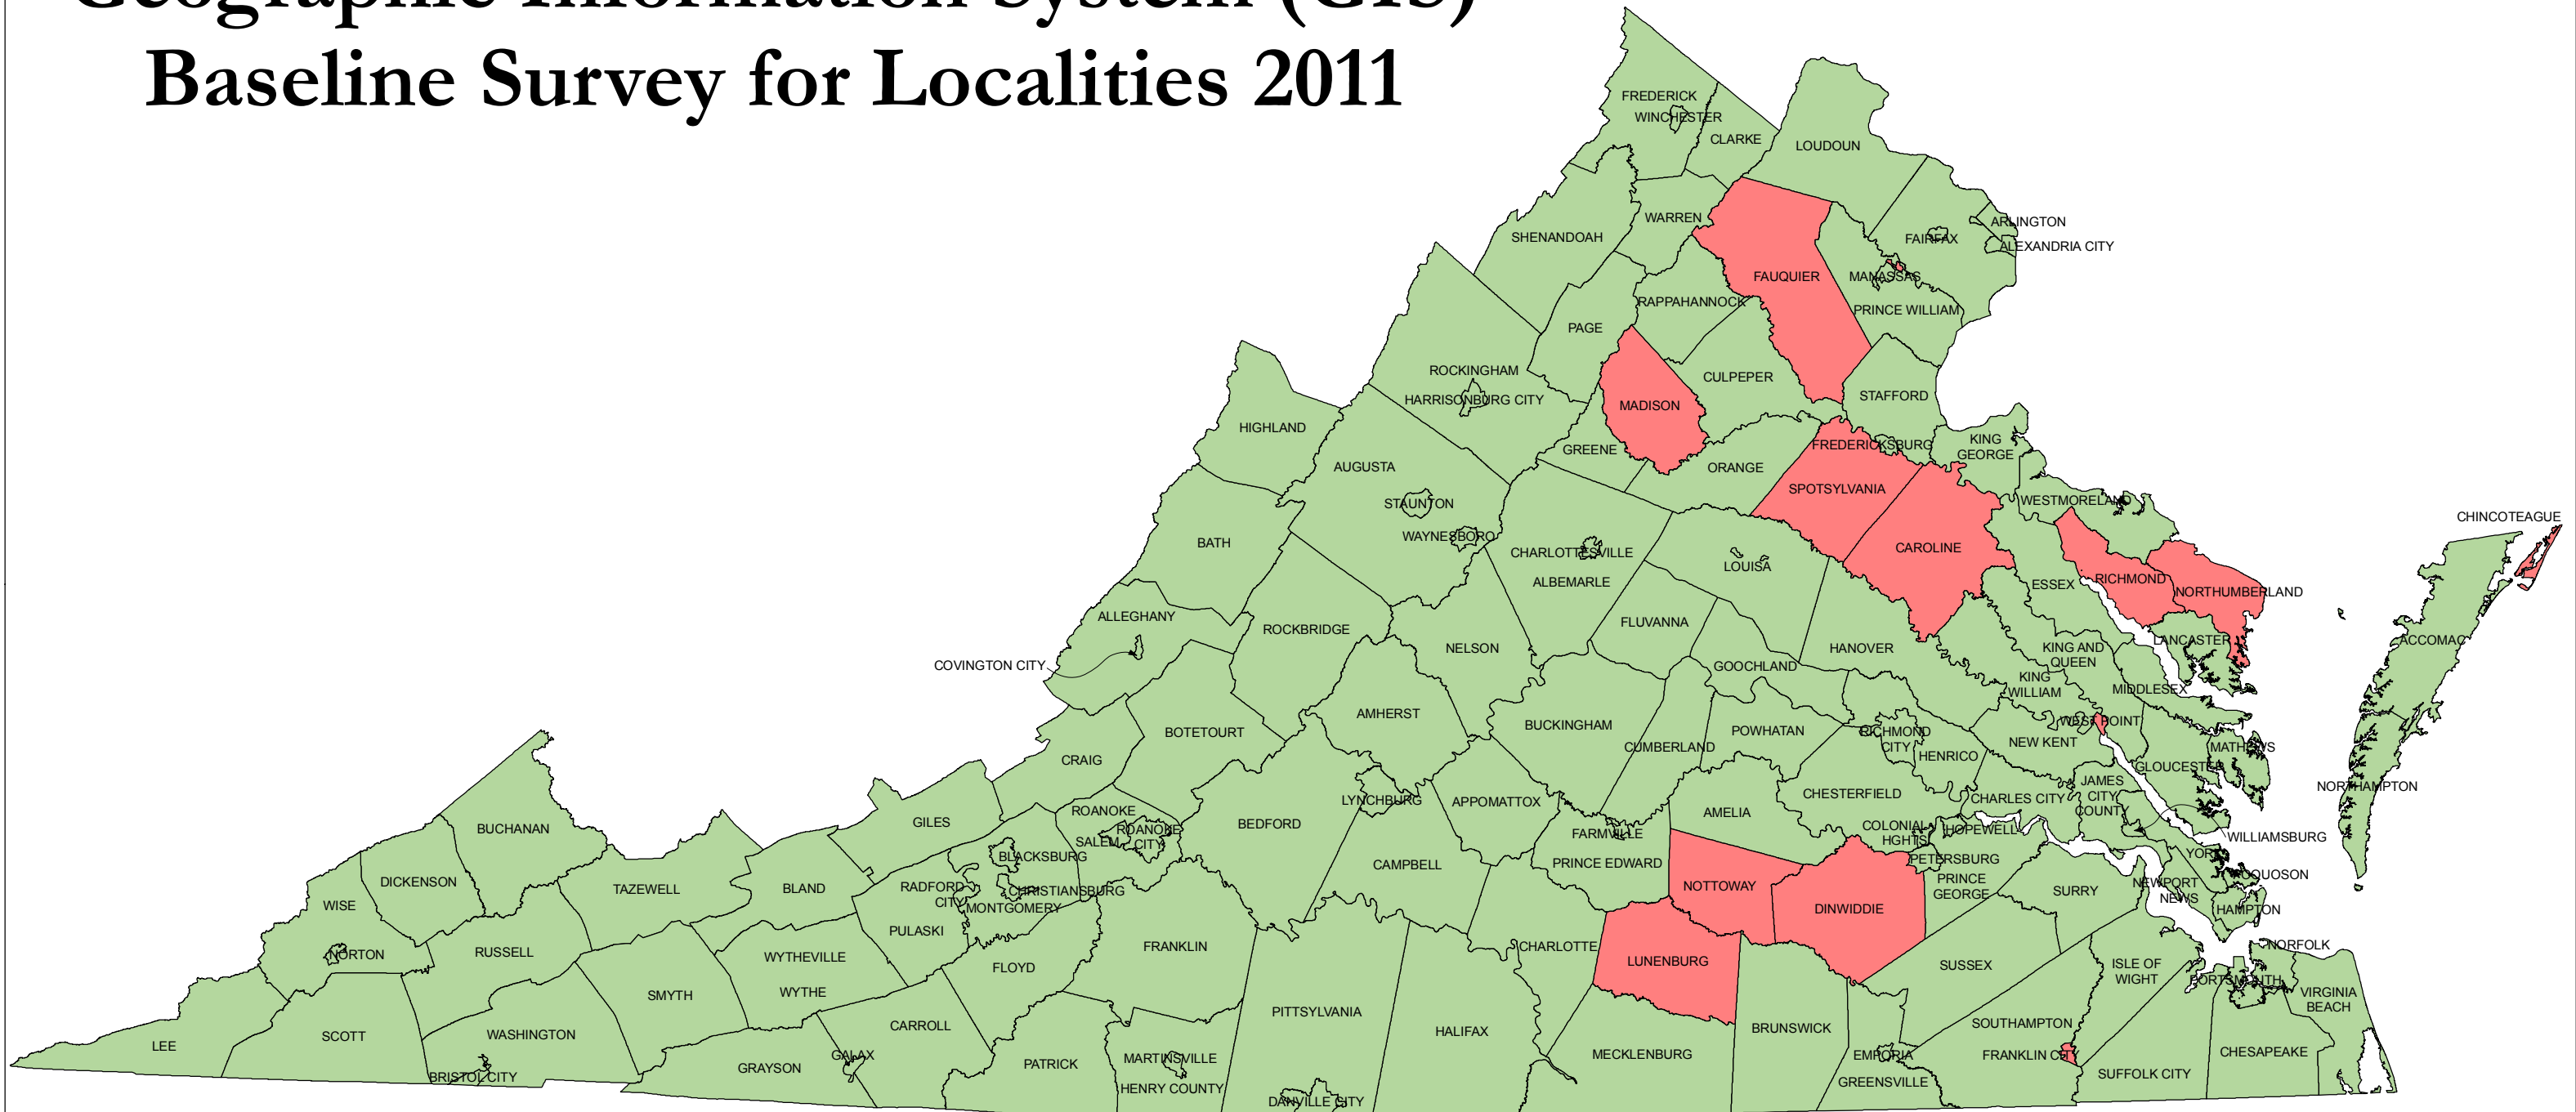 Geographic Information System (GIS)
Baseline Survey for Localities 2011
FREDERICK
WINCHESTER
CLARKE
LOUDOUN
WARREN
SHENANDOAH
ARLINGTON
FAIRFAX
ALEXANDRIA CITY
FAUQUIER
MANASSAS
RAPPAHANNOCK
PRINCE WILLIAM
PAGE
ROCKINGHAM
CULPEPER
HARRISONBURG CITY
MADISON
STAFFORD
HIGHLAND
GREENE
FREDERICKSBURG
KING
GEORGE
AUGUSTA
ORANGE
SPOTSYLVANIA
STAUNTON
WESTMORELAND
CHINCOTEAGUE
WAYNESBORO
BATH
CHARLOTTESVILLE
CAROLINE
LOUISA
ALBEMARLE
ESSEX
RICHMOND
NORTHUMBERLAND
ALLEGHANY
ROCKBRIDGE
FLUVANNA
NELSON
HANOVER
LANCASTER
ACCOMAC
KING AND
QUEEN
COVINGTON CITY
GOOCHLAND
KING
WILLIAM
MIDDLESEX
AMHERST
BUCKINGHAM
WEST POINT
BOTETOURT
POWHATAN
RICHMOND
CITY
NEW KENT
CUMBERLAND
MATHEWS
HENRICO
CRAIG
GLOUCESTER
JAMES
CITY
COUNTY
NORTHAMPTON
CHESTERFIELD
CHARLES CITY
LYNCHBURG
APPOMATTOX
AMELIA
ROANOKE
GILES
BEDFORD
BUCHANAN
ROANOKE
CITY
SALEM
FARMVILLE
COLONIAL
HGHTS
HOPEWELL
WILLIAMSBURG
BLACKSBURG
CAMPBELL
PRINCE EDWARD
PETERSBURG
YORK
DICKENSON
TAZEWELL
BLAND
RADFORD
CITY
CHRISTIANSBURG
NOTTOWAY
PRINCE
GEORGE
SURRY
NEWPORT
NEWS
POQUOSON
WISE
MONTGOMERY
DINWIDDIE
HAMPTON
PULASKI
FRANKLIN
CHARLOTTE
NORFOLK
NORTON
RUSSELL
WYTHEVILLE
FLOYD
LUNENBURG
SUSSEX
ISLE OF
WIGHT
PORTSMOUTH
SMYTH
WYTHE
VIRGINIA
BEACH
PITTSYLVANIA
SCOTT
WASHINGTON
CARROLL
HALIFAX
BRUNSWICK
SOUTHAMPTON
LEE
GALAX
MARTINSVILLE
MECKLENBURG
EMPORIA
FRANKLIN CITY
CHESAPEAKE
BRISTOL CITY
GRAYSON
PATRICK
HENRY COUNTY
GREENSVILLE
SUFFOLK CITY
DANVILLE CITY